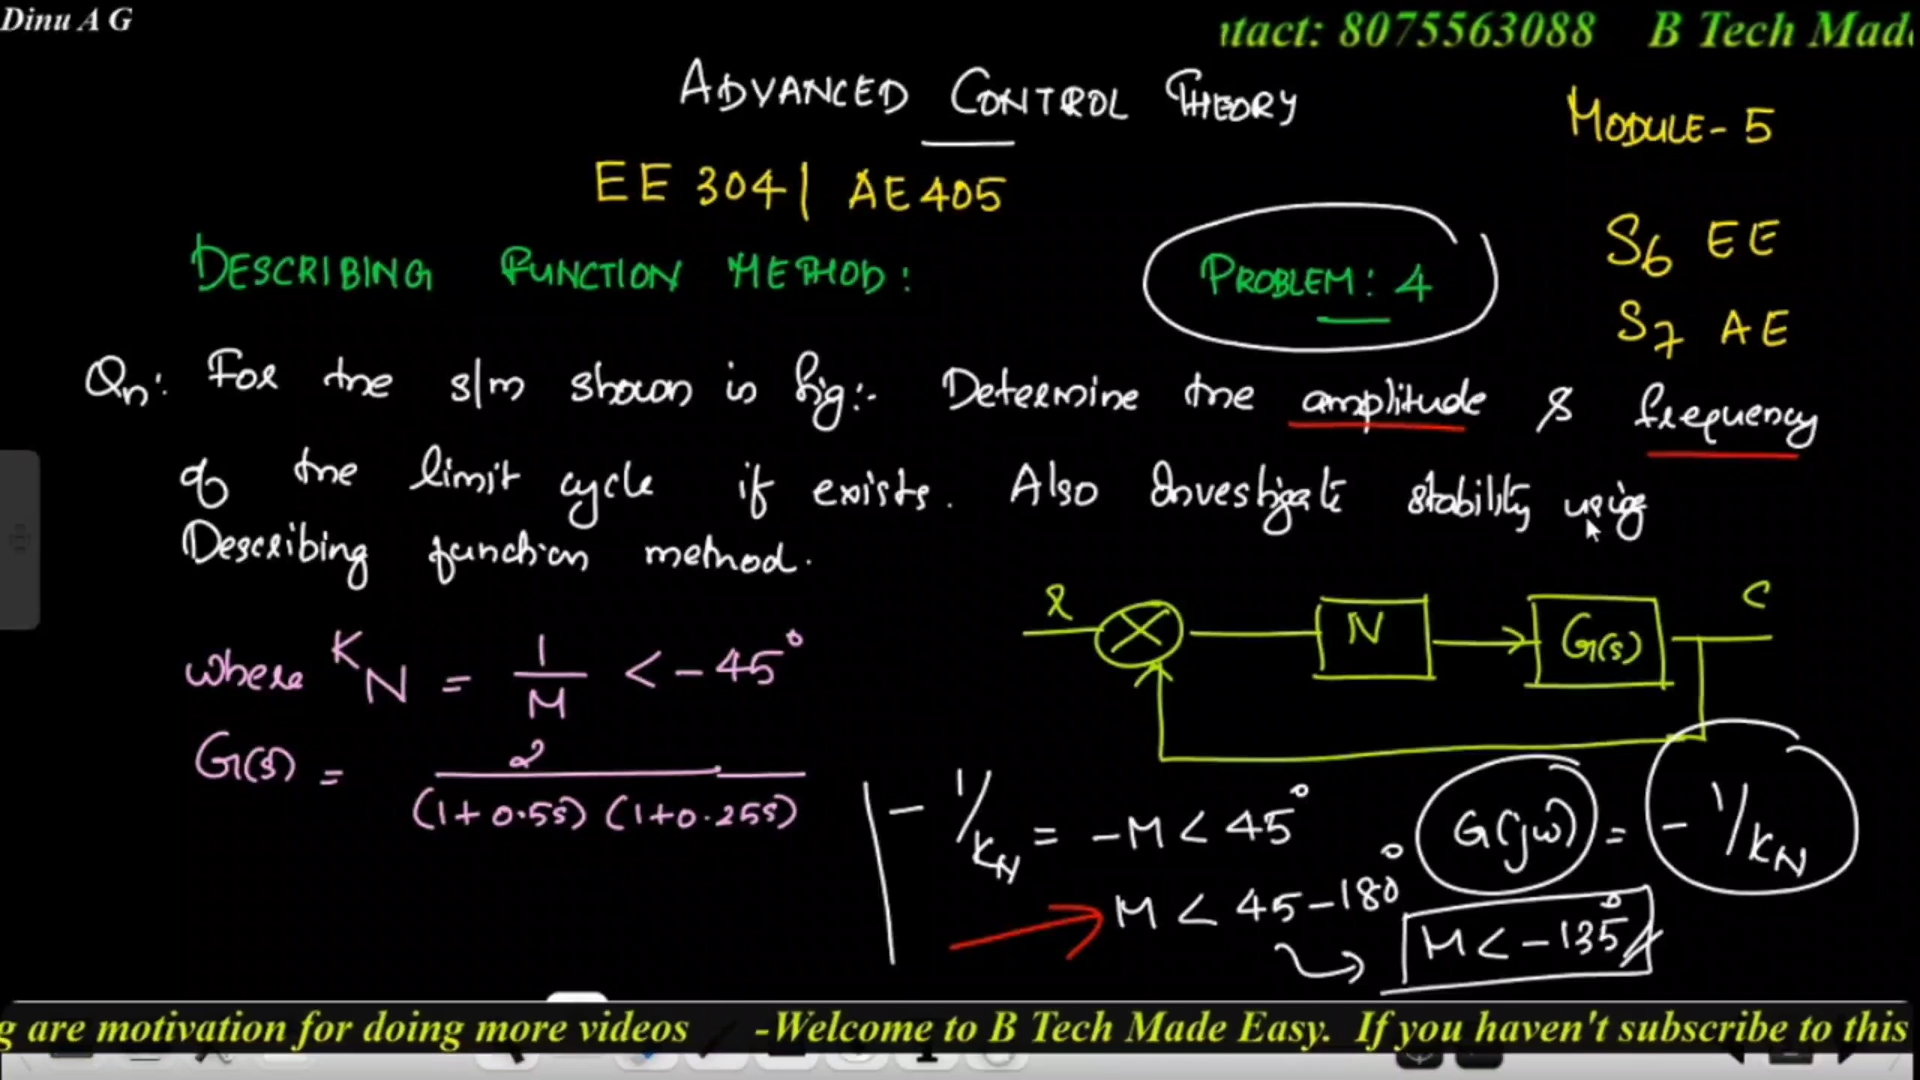 Dinu A G
ntact: 8075563088 B Tech Made
ADVANCED CONTROL THEORY
MODULE - 5
EE 304 | AE 405
S6 EE
DESCRIBING FUNCTION METHOD :
PROBLEM : 4
S7 AE
Qn: For the s/m shown in fig:- Determine the amplitude & frequency
of the limit cycle if exists. Also Investigate stability using
Describing function method.
R
N
G(s)
C
where KN = 1/M < -45°
G(s) = 2/(1+0.5s) (1+0.25s)
- 1/KN = -M < 45°
G(jω) = - 1/KN
M < 45-180°
M < -135°
g are motivation for doing more videos -Welcome to B Tech Made Easy. If you haven't subscribe to this